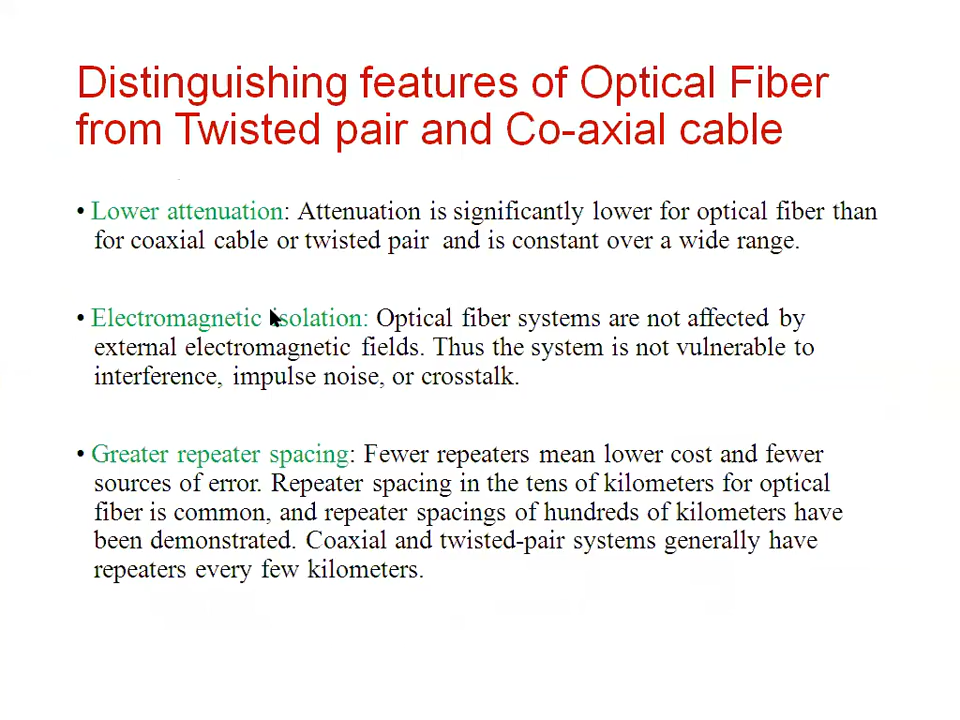 Distinguishing features of Optical Fiber
from Twisted pair and Co-axial cable
• Lower attenuation: Attenuation is significantly lower for optical fiber than
for coaxial cable or twisted pair and is constant over a wide range.
• Electromagnetic isolation: Optical fiber systems are not affected by
external electromagnetic fields. Thus the system is not vulnerable to
interference, impulse noise, or crosstalk.
• Greater repeater spacing: Fewer repeaters mean lower cost and fewer
sources of error. Repeater spacing in the tens of kilometers for optical
fiber is common, and repeater spacings of hundreds of kilometers have
been demonstrated. Coaxial and twisted-pair systems generally have
repeaters every few kilometers.